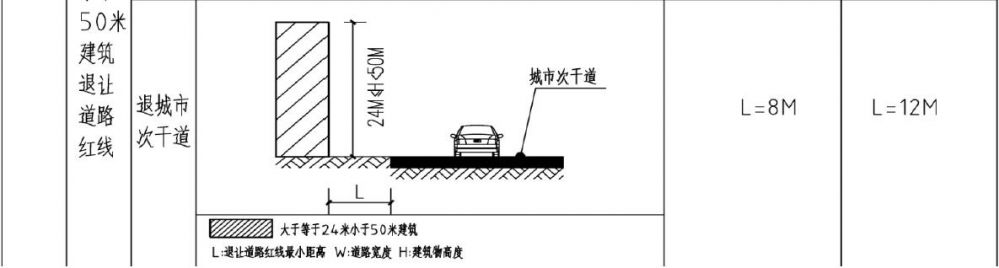 50米
建筑
退让
道路
红线
退城市
次干道
24M≤H<50M
城市次干道
L
L=8M
L=12M
大于等于24米小于50米建筑
L:退让道路红线最小距离 W:道路宽度 H:建筑物高度